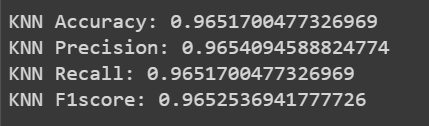 KNN Accuracy: 0.9651700477326969
KNN Precision: 0.9654094588824774
KNN Recall: 0.9651700477326969
KNN F1score: 0.9652536941777726